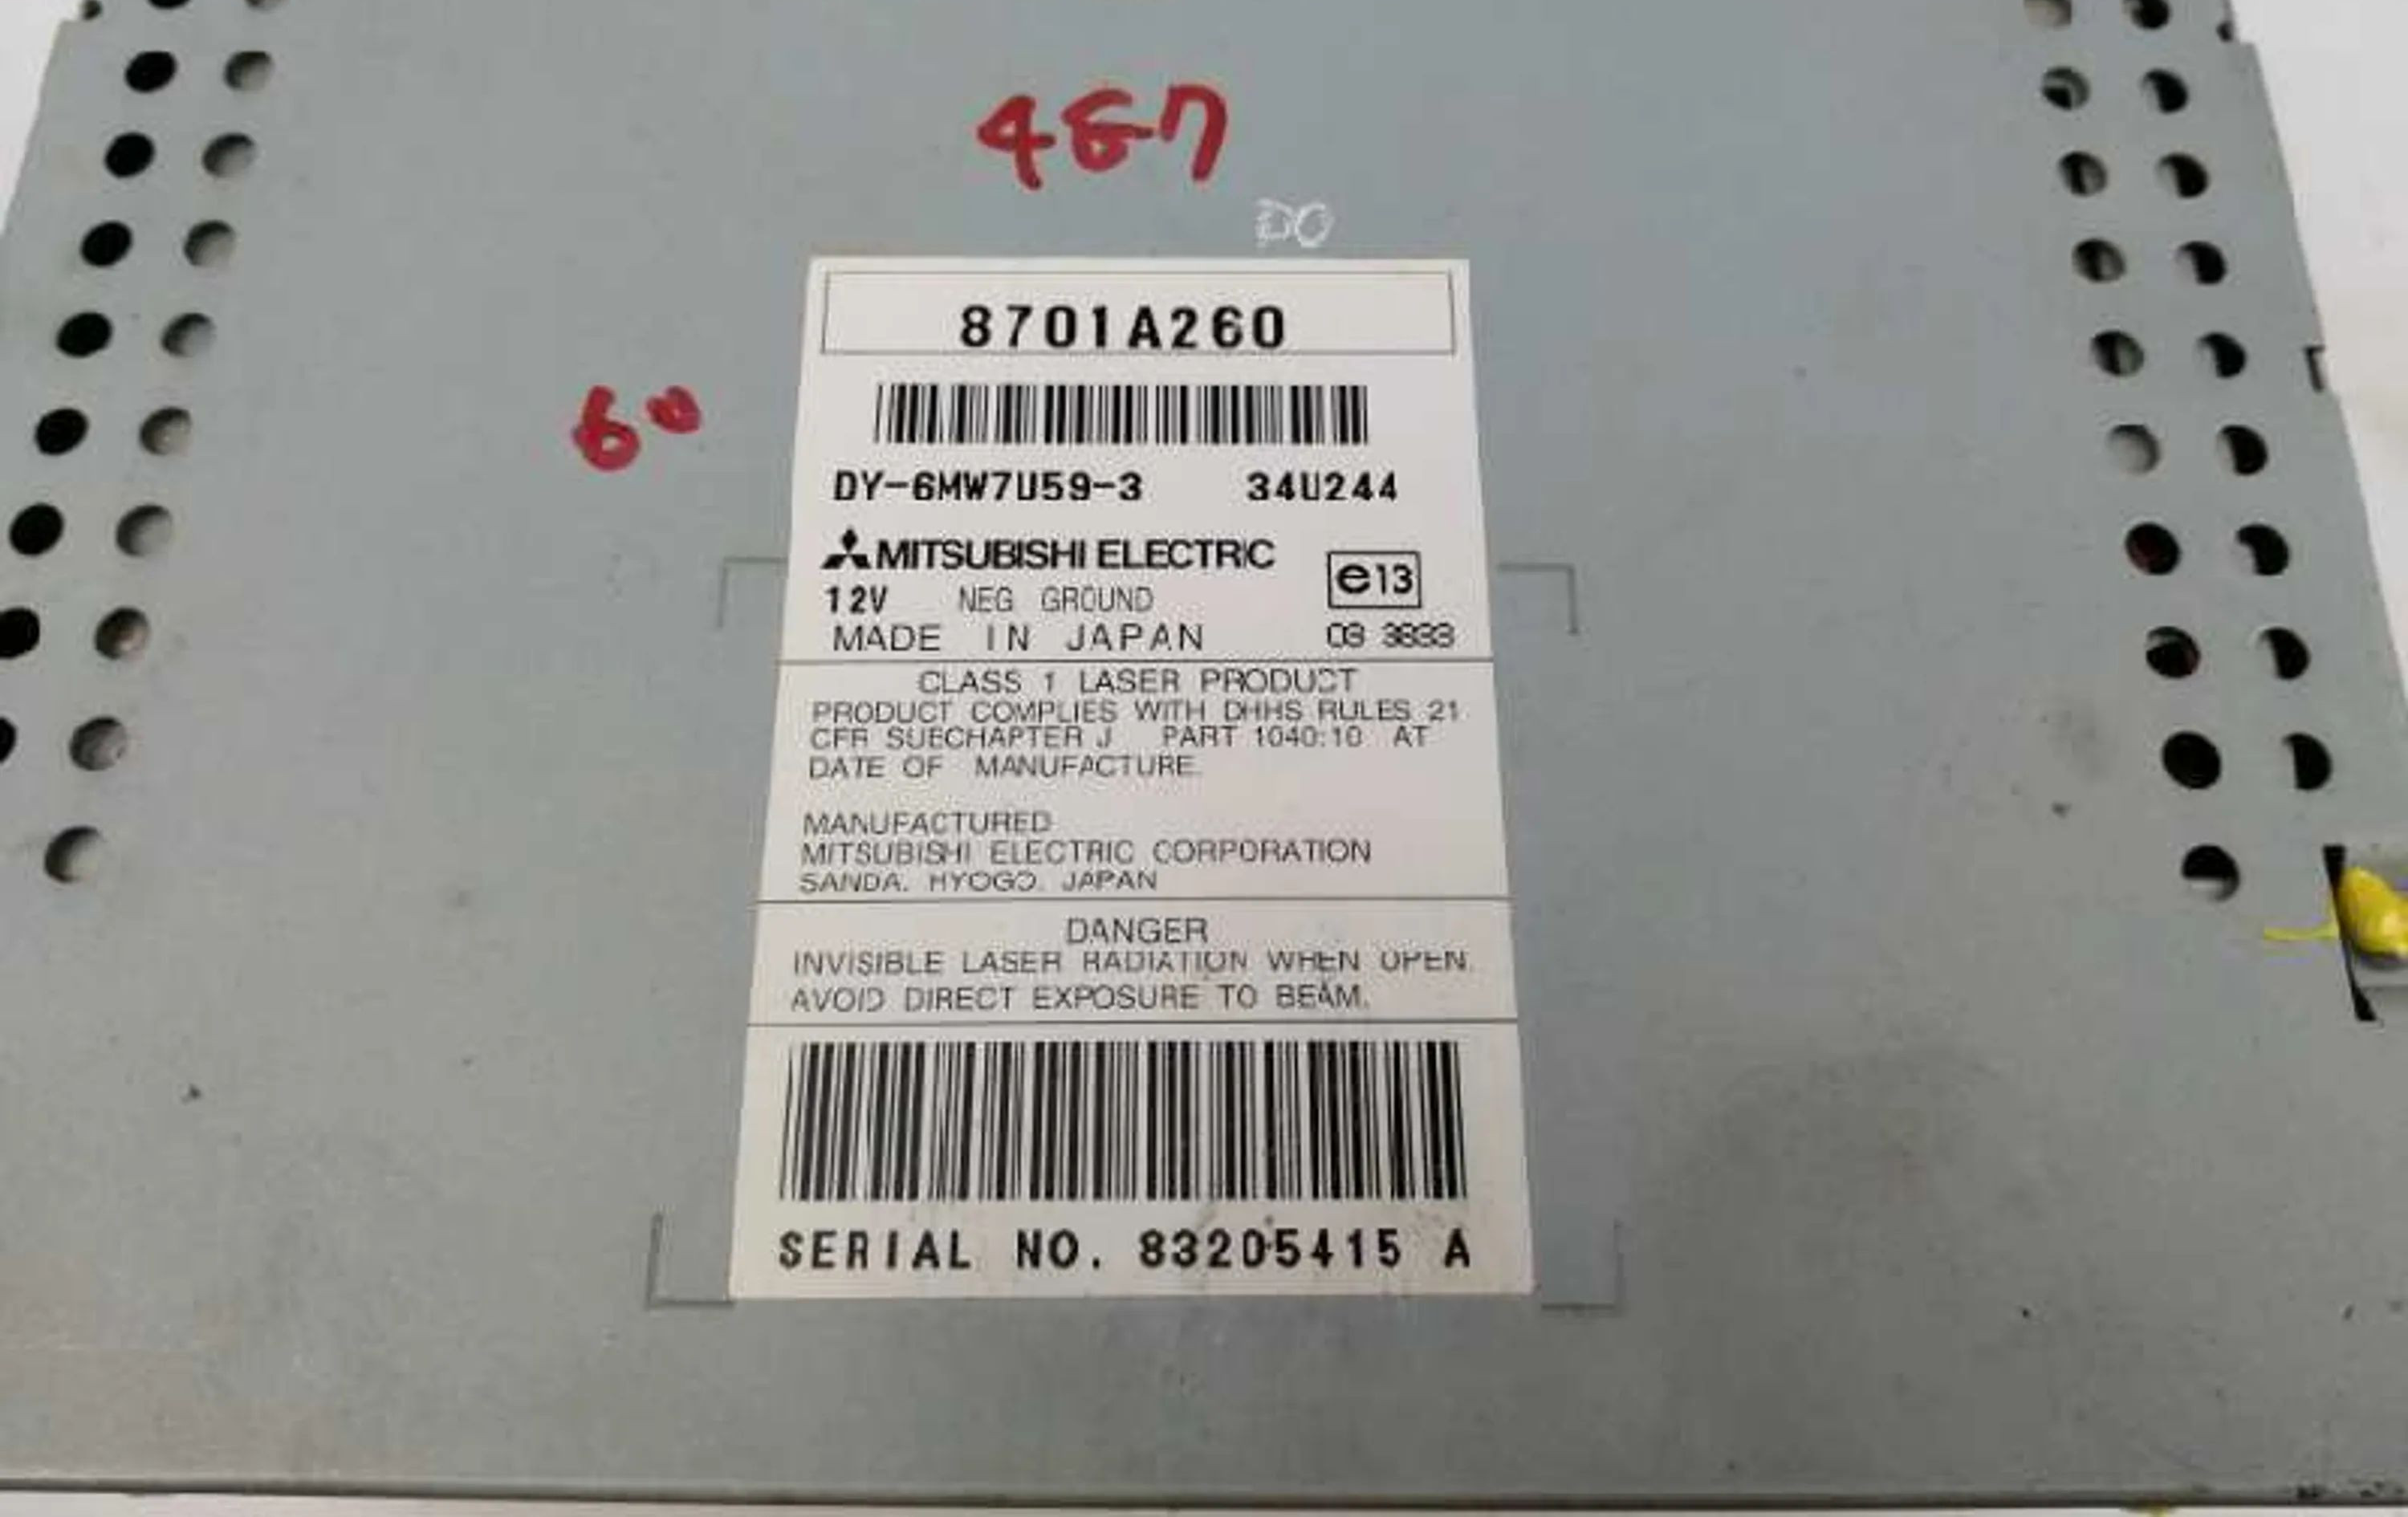 487
DO
8701A260
60
DY-6MW7U59-3 34U244
MITSUBISHI ELECTRIC
e13
12V NEG GROUND
MADE IN JAPAN 03 3833
CLASS 1 LASER PRODUCT
PRODUCT COMPLIES WITH DHHS RULES 21
CFR SUBCHAPTER J PART 1040:10 AT
DATE OF MANUFACTURE.
MANUFACTURED
MITSUBISHI ELECTRIC CORPORATION
SANDA. HYOGO. JAPAN
DANGER
INVISIBLE LASER RADIATION WHEN OPEN.
AVOID DIRECT EXPOSURE TO BEAM.
SERIAL NO. 83205415 A